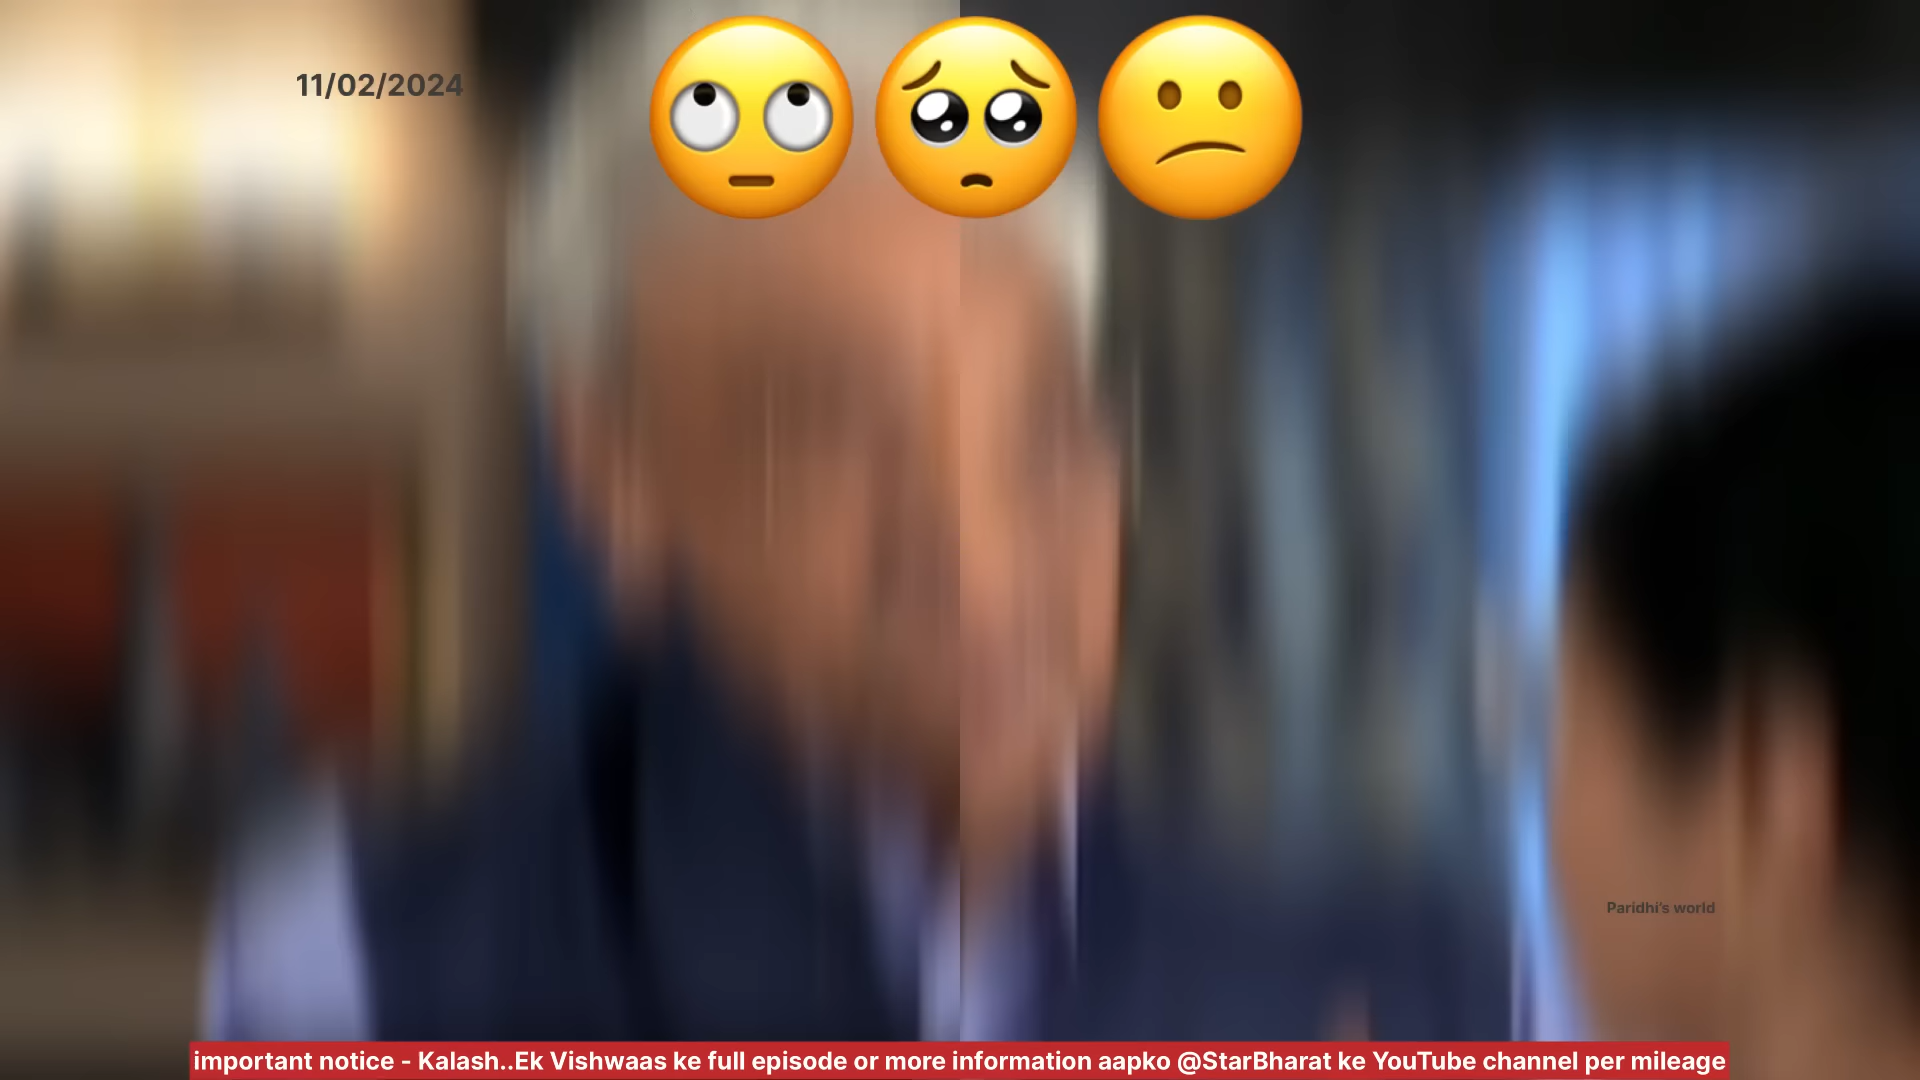 11/02/2024
Paridhi's world
important notice - Kalash..Ek Vishwaas ke full episode or more information aapko @StarBharat ke YouTube channel per mileage